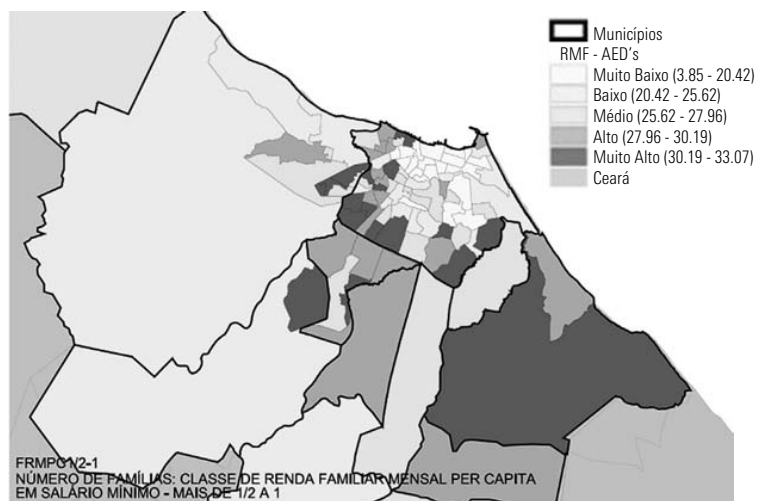 Municípios
RMF - AED's
Muito Baixo (3.85 - 20.42)
Baixo (20.42 - 25.62)
Médio (25.62 - 27.96)
Alto (27.96 - 30.19)
Muito Alto (30.19 - 33.07)
Ceará
FRMPC1/2-1
NÚMERO DE FAMÍLIAS: CLASSE DE RENDA FAMILIAR MENSAL PER CAPITA
EM SALÁRIO MÍNIMO - MAIS DE 1/2 A 1